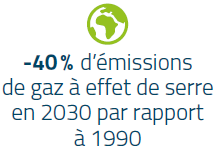 -40 % d’émissions
de gaz à effet de serre
en 2030 par rapport
à 1990